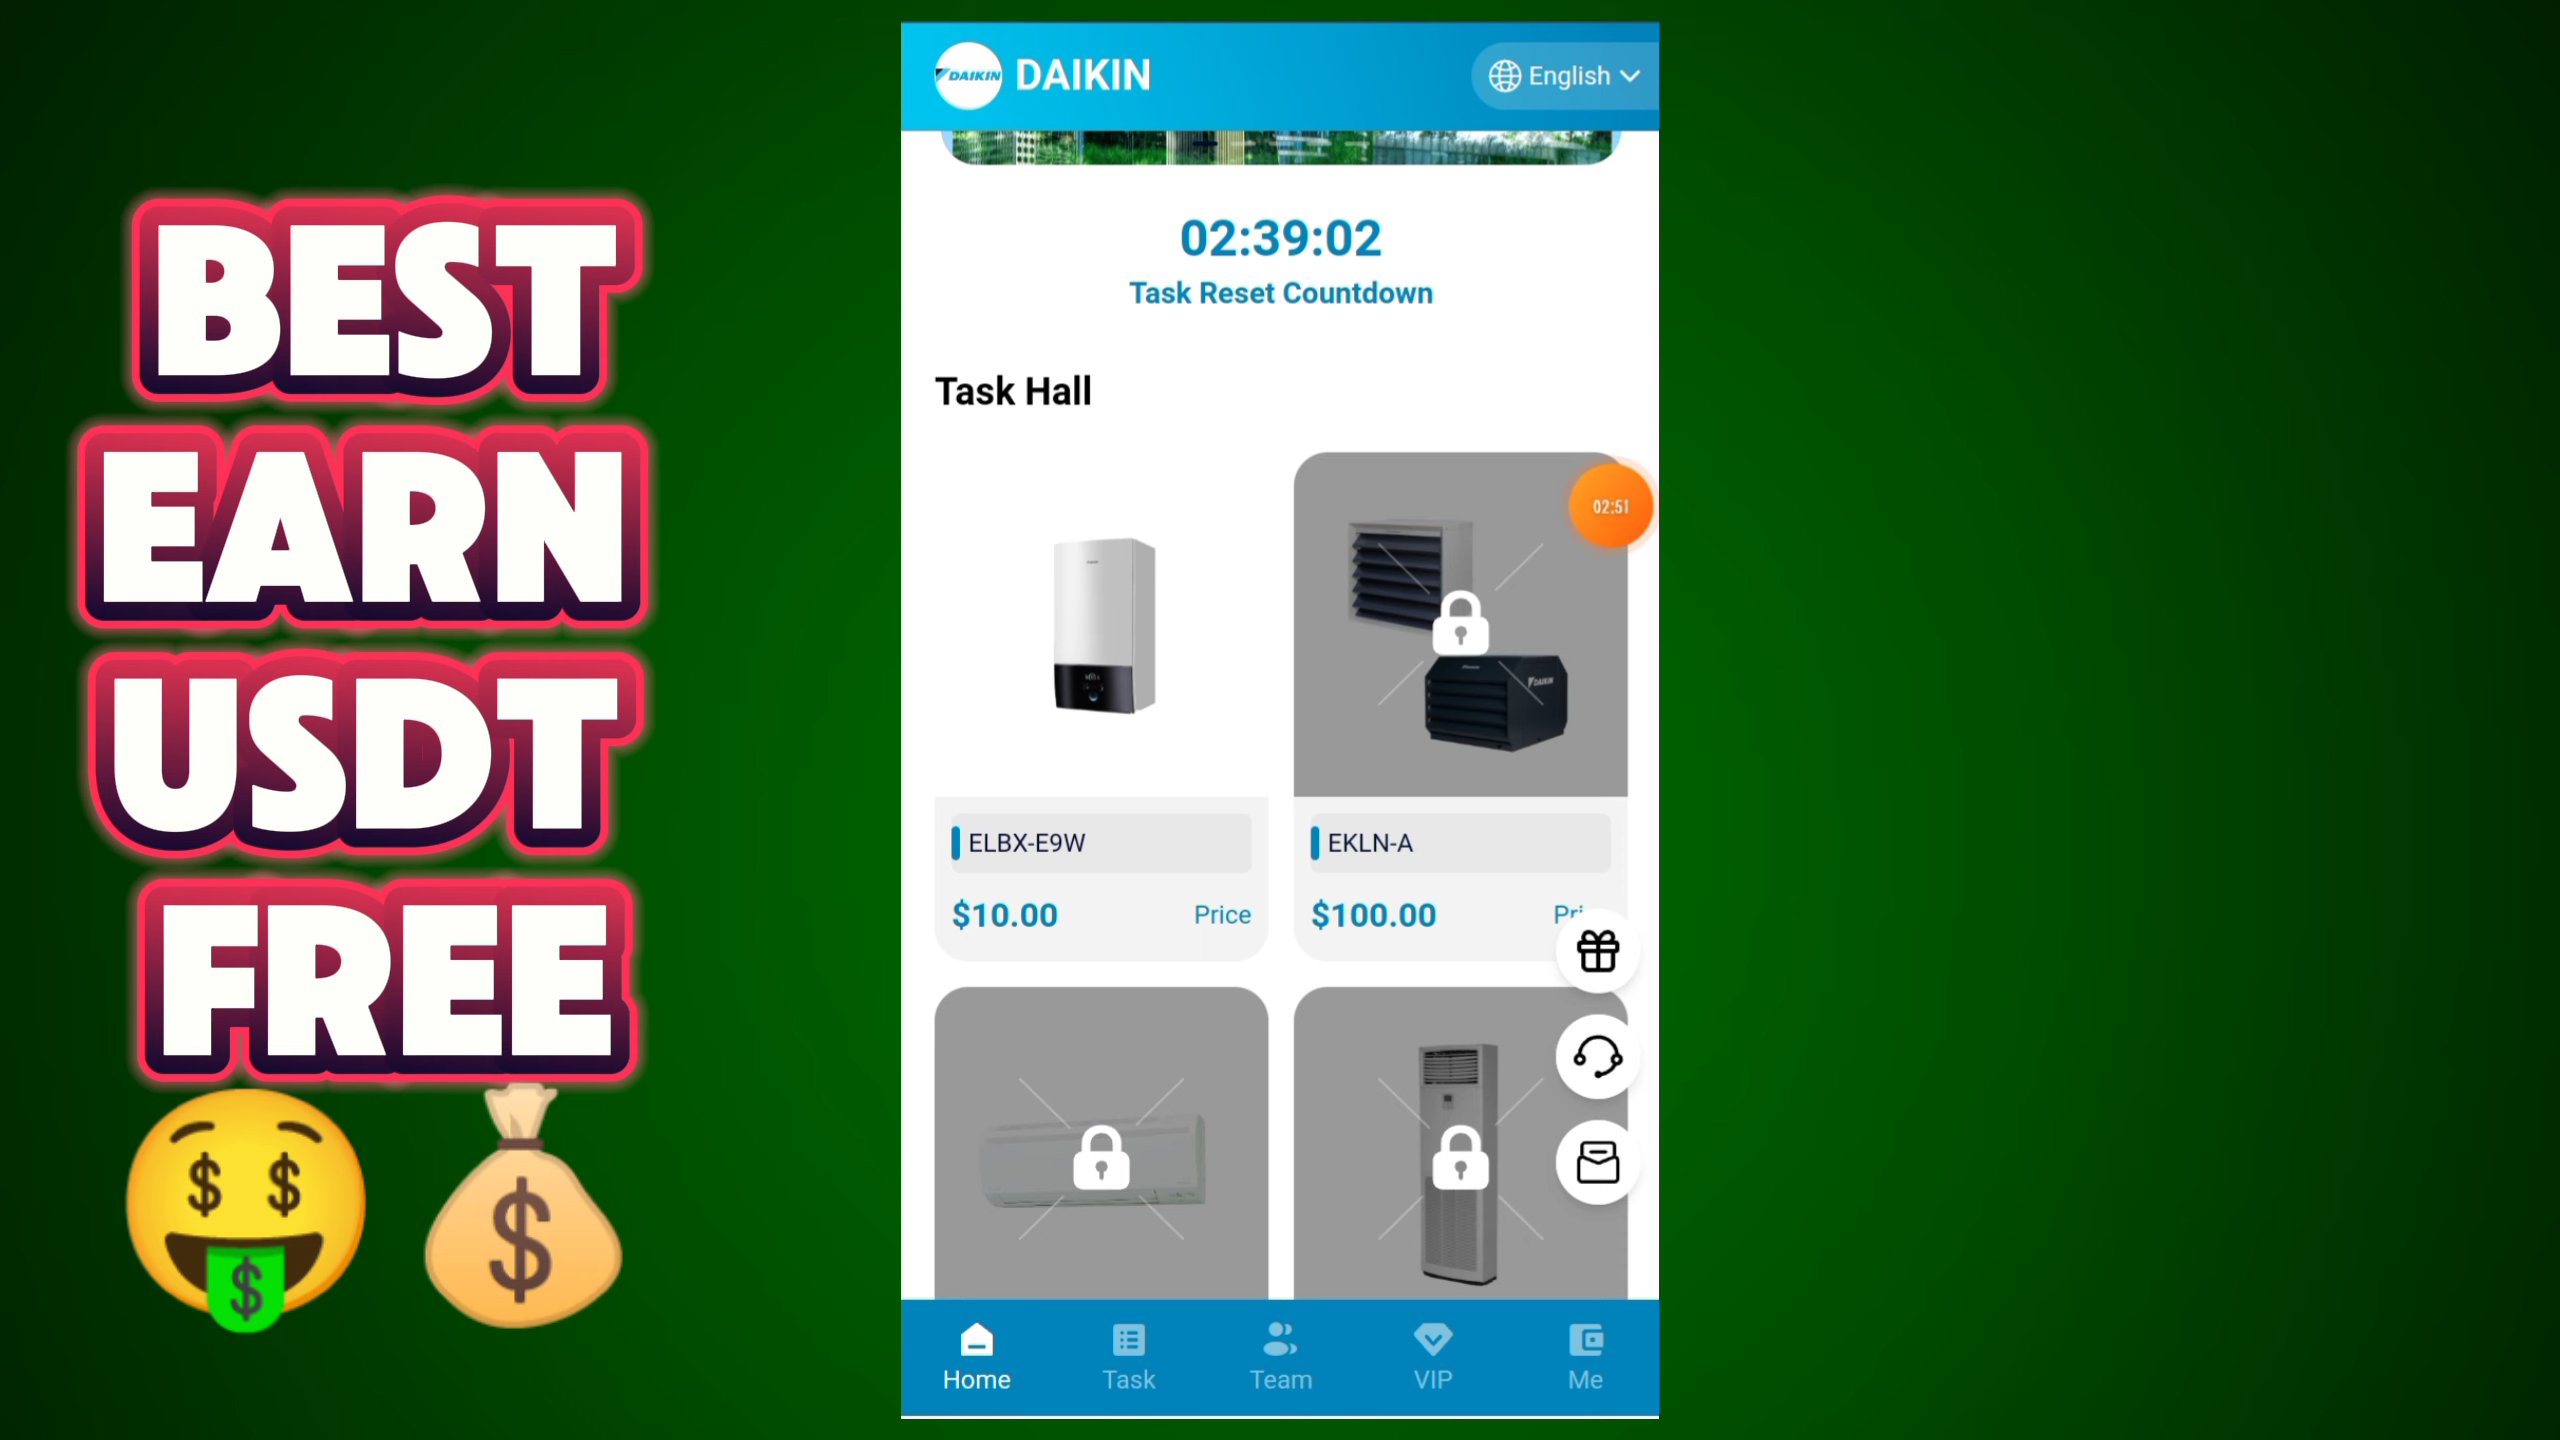 BEST
EARN
USDT
FREE
DAIKIN
DAIKIN
English
02:39:02
Task Reset Countdown
Task Hall
02:51
DAIKIN
ELBX-E9W
EKLN-A
$10.00 Price
$100.00
Home Task Team VIP Me